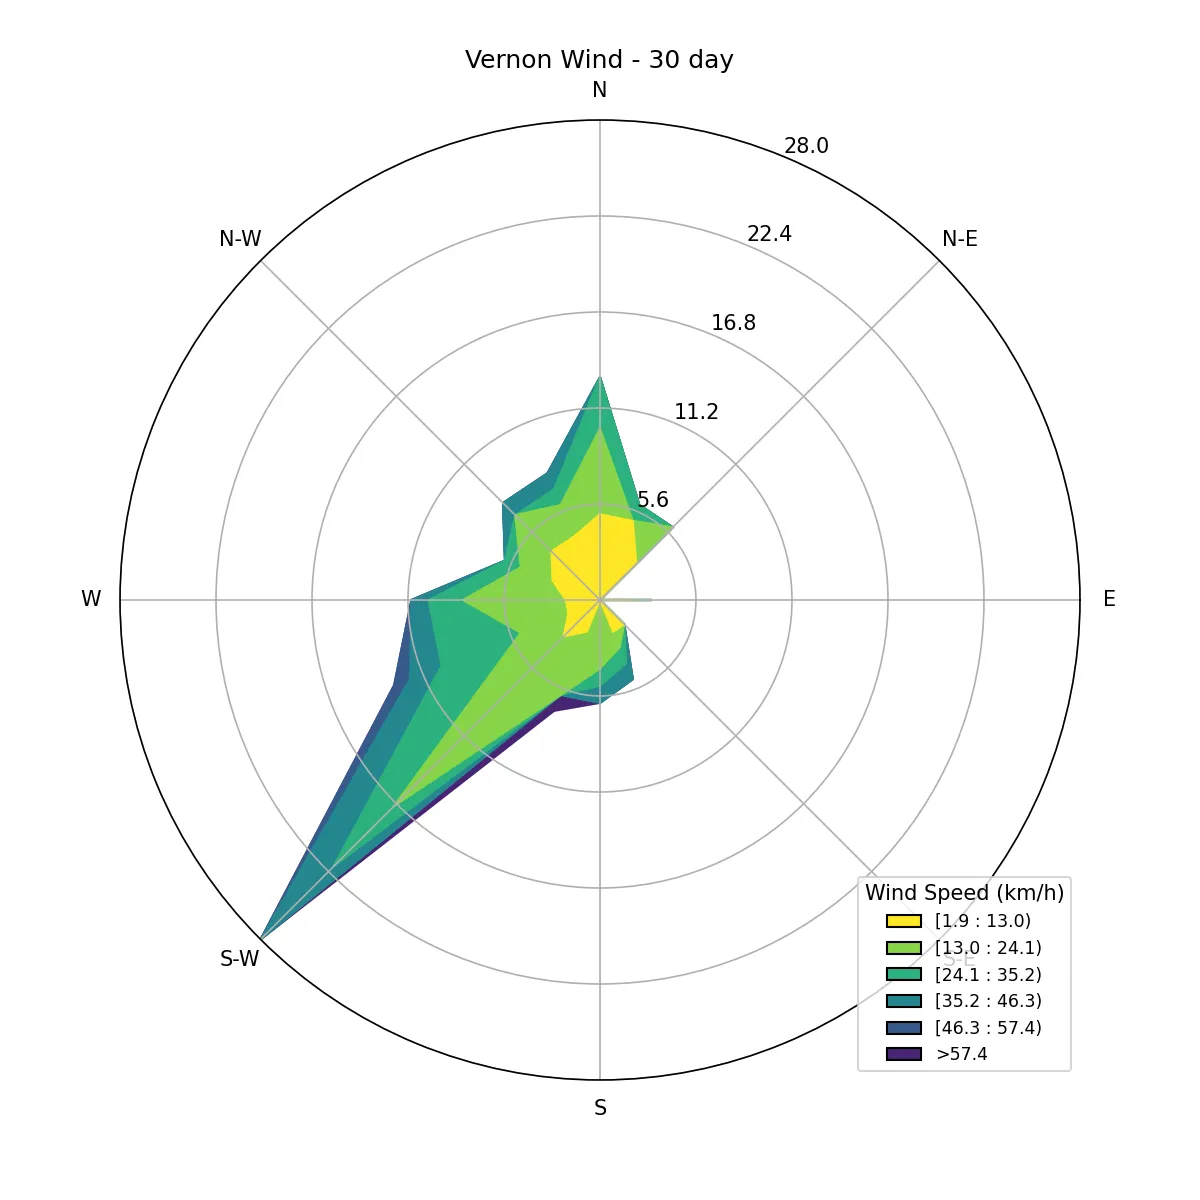 Vernon Wind - 30 day
N
28.0
N-W
22.4
N-E
16.8
11.2
5.6
W
E
S-W
S-E
S
Wind Speed (km/h)
[1.9 : 13.0)
[13.0 : 24.1)
[24.1 : 35.2)
[35.2 : 46.3)
[46.3 : 57.4)
>57.4